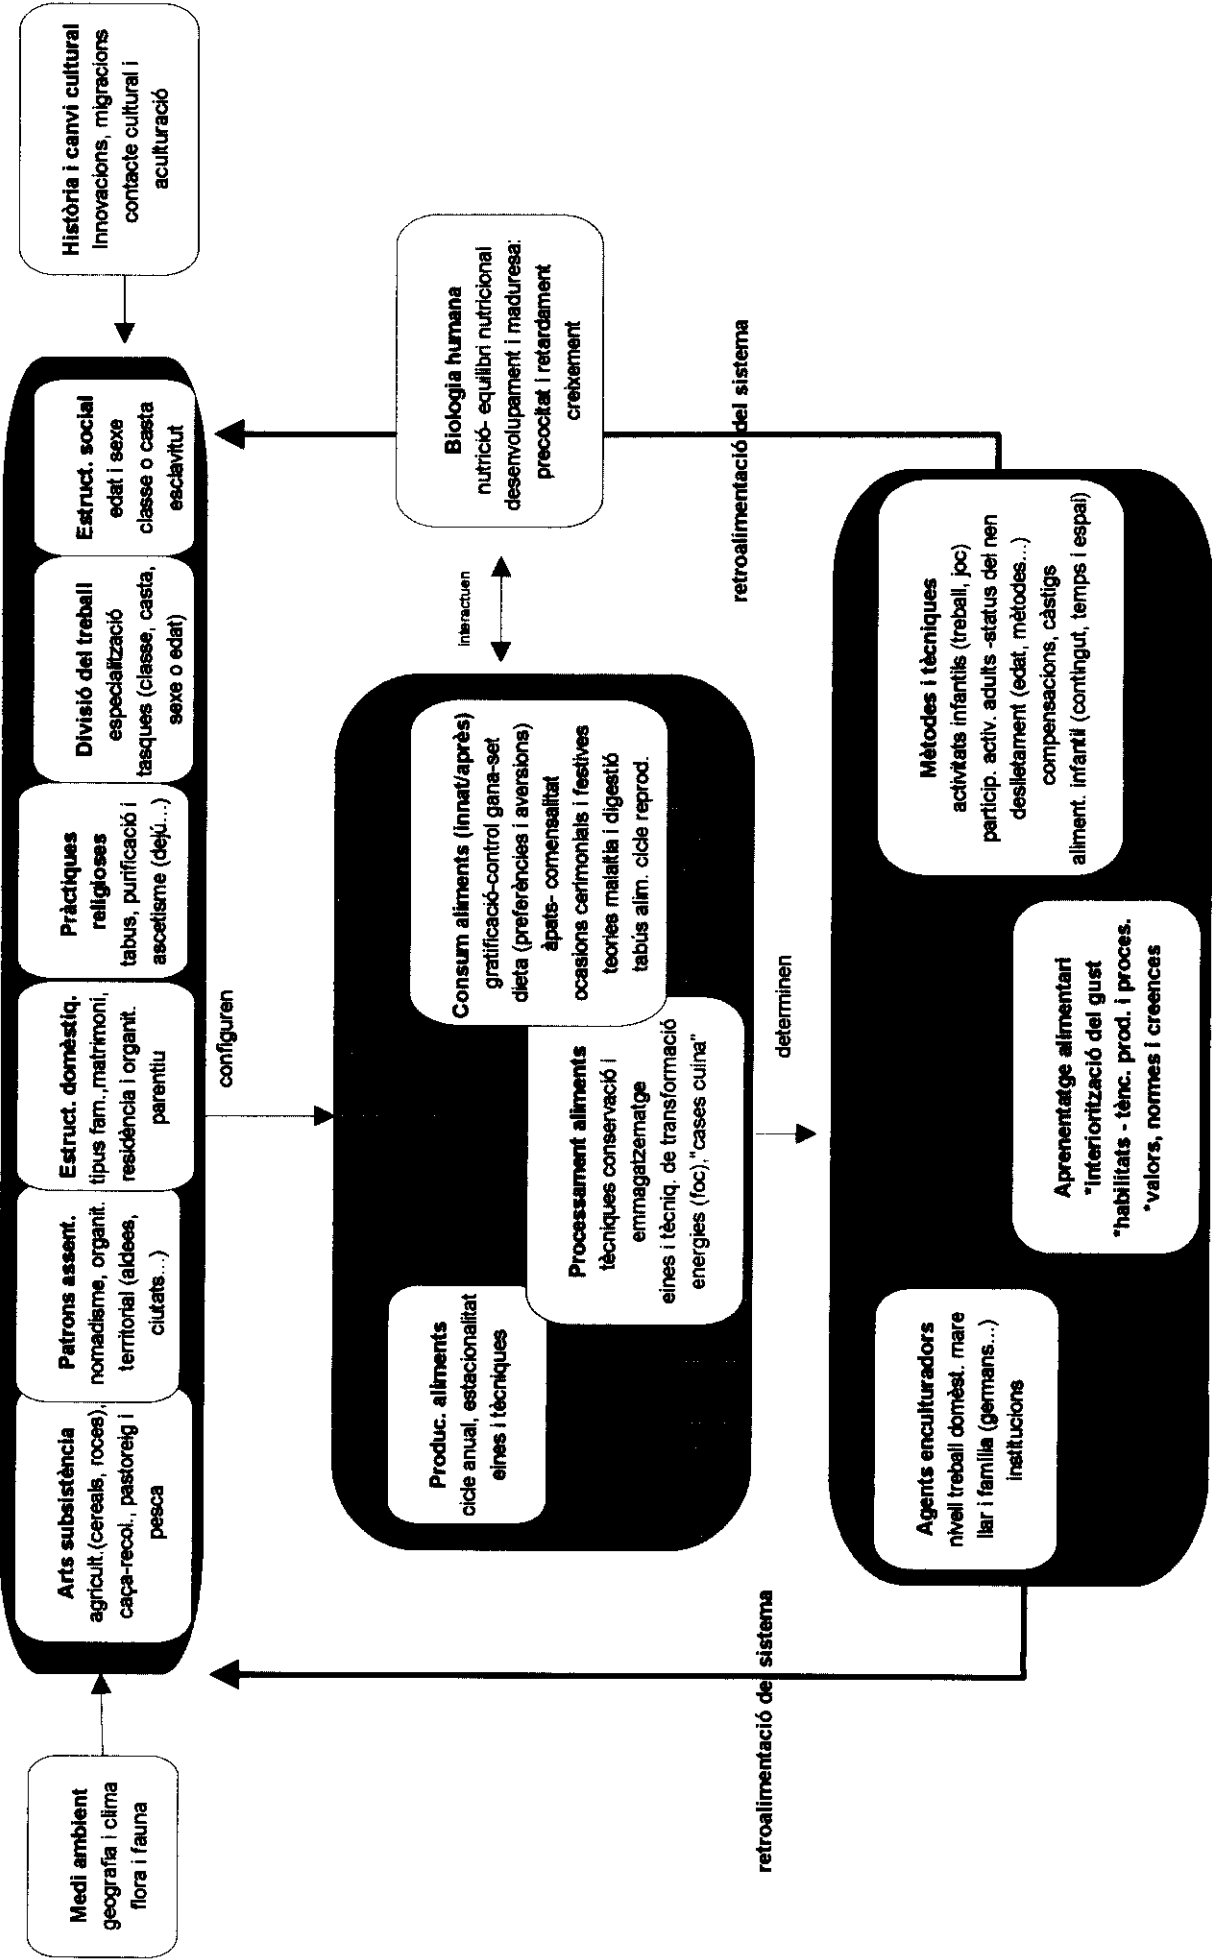 Medi ambient
geografia i clima
flora i fauna
Arts subsistència
agricult.(cereals, roces),
caça-recol., pastoreig i
pesca
Patrons assent.
nomadisme, organit.
territorial (aldees,
ciutats...)
Estruct. domèstiq.
tipus fam.,matrimoni,
residència i organit.
parentiu
Pràctiques
religioses
tabus, purificació i
ascetisme (dejú...)
Divisió del treball
especialització
tasques (classe, casta,
sexe o edat)
Estruct. social
edat i sexe
classe o casta
esclavitut
Història i canvi cultural
Innovacions, migracions
contacte cultural i
aculturació
configuren
Produc. aliments
cicle anual, estacionalitat
eines i tècniques
Processament aliments
tècniques conservació i
emmagatzematge
eines i tècniq. de transformació
energies (foc),"cases cuina"
Consum aliments (innat/après)
gratificació-control gana-set
dieta (preferències i aversions)
àpats- comensalitat
ocasions cerimonials i festives
teories malaltia i digestió
tabús alim. cicle reprod.
interactuen
Biologia humana
nutrició- equilibri nutricional
desenvolupament i maduresa:
precocitat i retardament
creixement
determinen
retroalimentació del sistema
retroalimentació del sistema
Agents enculturadors
nivell treball domèst. mare
llar i família (germans...)
institucions
Aprenentatge alimentari
*Interiorització del gust
*habilitats - tènc. prod. i proces.
*valors, normes i creences
Mètodes i tècniques
activitats infantils (treball, joc)
particip. activ. adults -status del nen
deslletament (edat, mètodes...)
compensacions, càstigs
aliment. infantil (contingut, temps i espai)